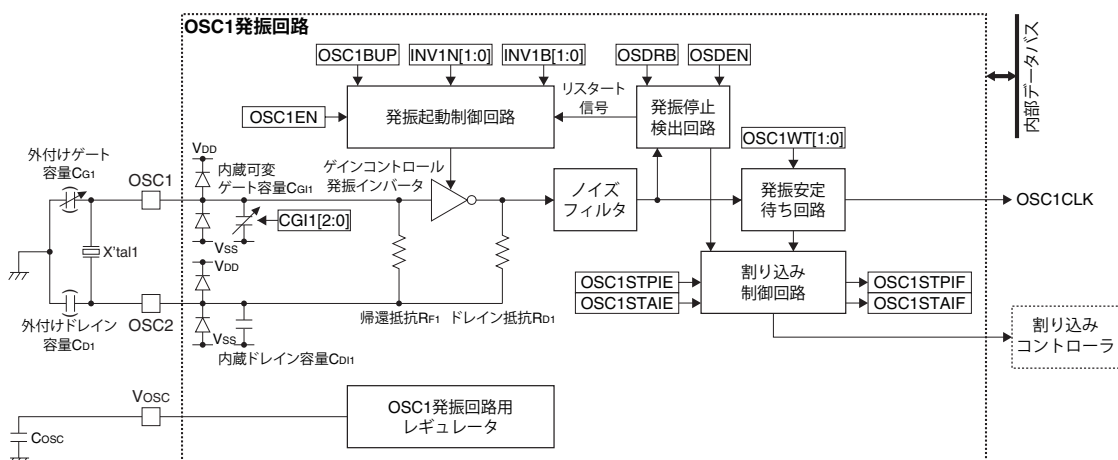 OSC1発振回路
OSC1BUP
INV1N[1:0]
INV1B[1:0]
OSDRB
OSDEN
内部データバス
リスタート
信号
OSC1EN
発振起動制御回路
発振停止
検出回路
OSC1WT[1:0]
外付けゲート
容量CG1
OSC1
VDD
内蔵可変
ゲート容量CGI1
ゲインコントロール
発振インバータ
ノイズ
フィルタ
発振安定
待ち回路
OSC1CLK
CGI1[2:0]
VSS
X'tal1
VDD
OSC1STPIE
OSC1STAIE
割り込み
制御回路
OSC1STPIF
OSC1STAIF
外付けドレイン
容量CD1
OSC2
VSS
内蔵ドレイン容量CDI1
帰還抵抗RF1
ドレイン抵抗RD1
割り込み
コントローラ
VOSC
COSC
OSC1発振回路用
レギュレータ